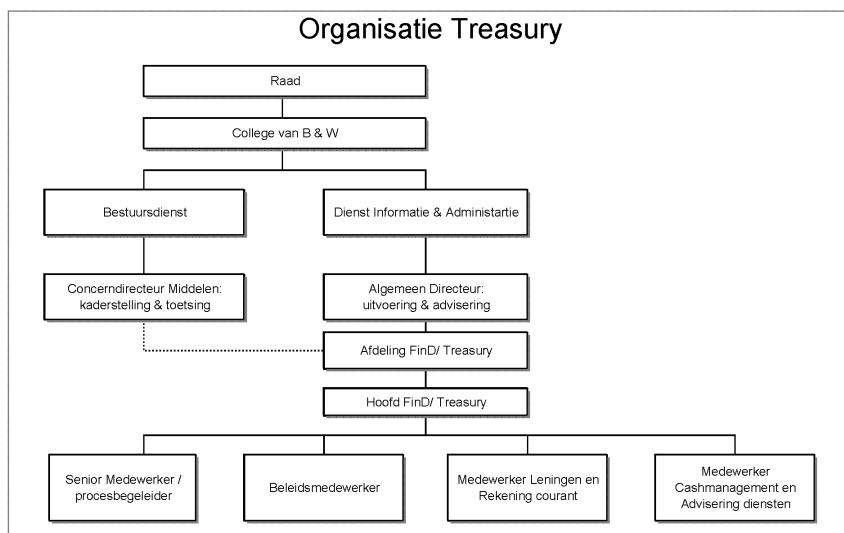 Organisatie Treasury
Raad
College van B & W
Bestuursdienst
Dienst Informatie & Administartie
Concerndirecteur Middelen:
kaderstelling & toetsing
Algemeen Directeur:
uitvoering & advisering
Afdeling FinD/ Treasury
Hoofd FinD/ Treasury
Senior Medewerker /
procesbegeleider
Beleidsmedewerker
Medewerker Leningen en
Rekening courant
Medewerker
Cashmanagement en
Advisering diensten